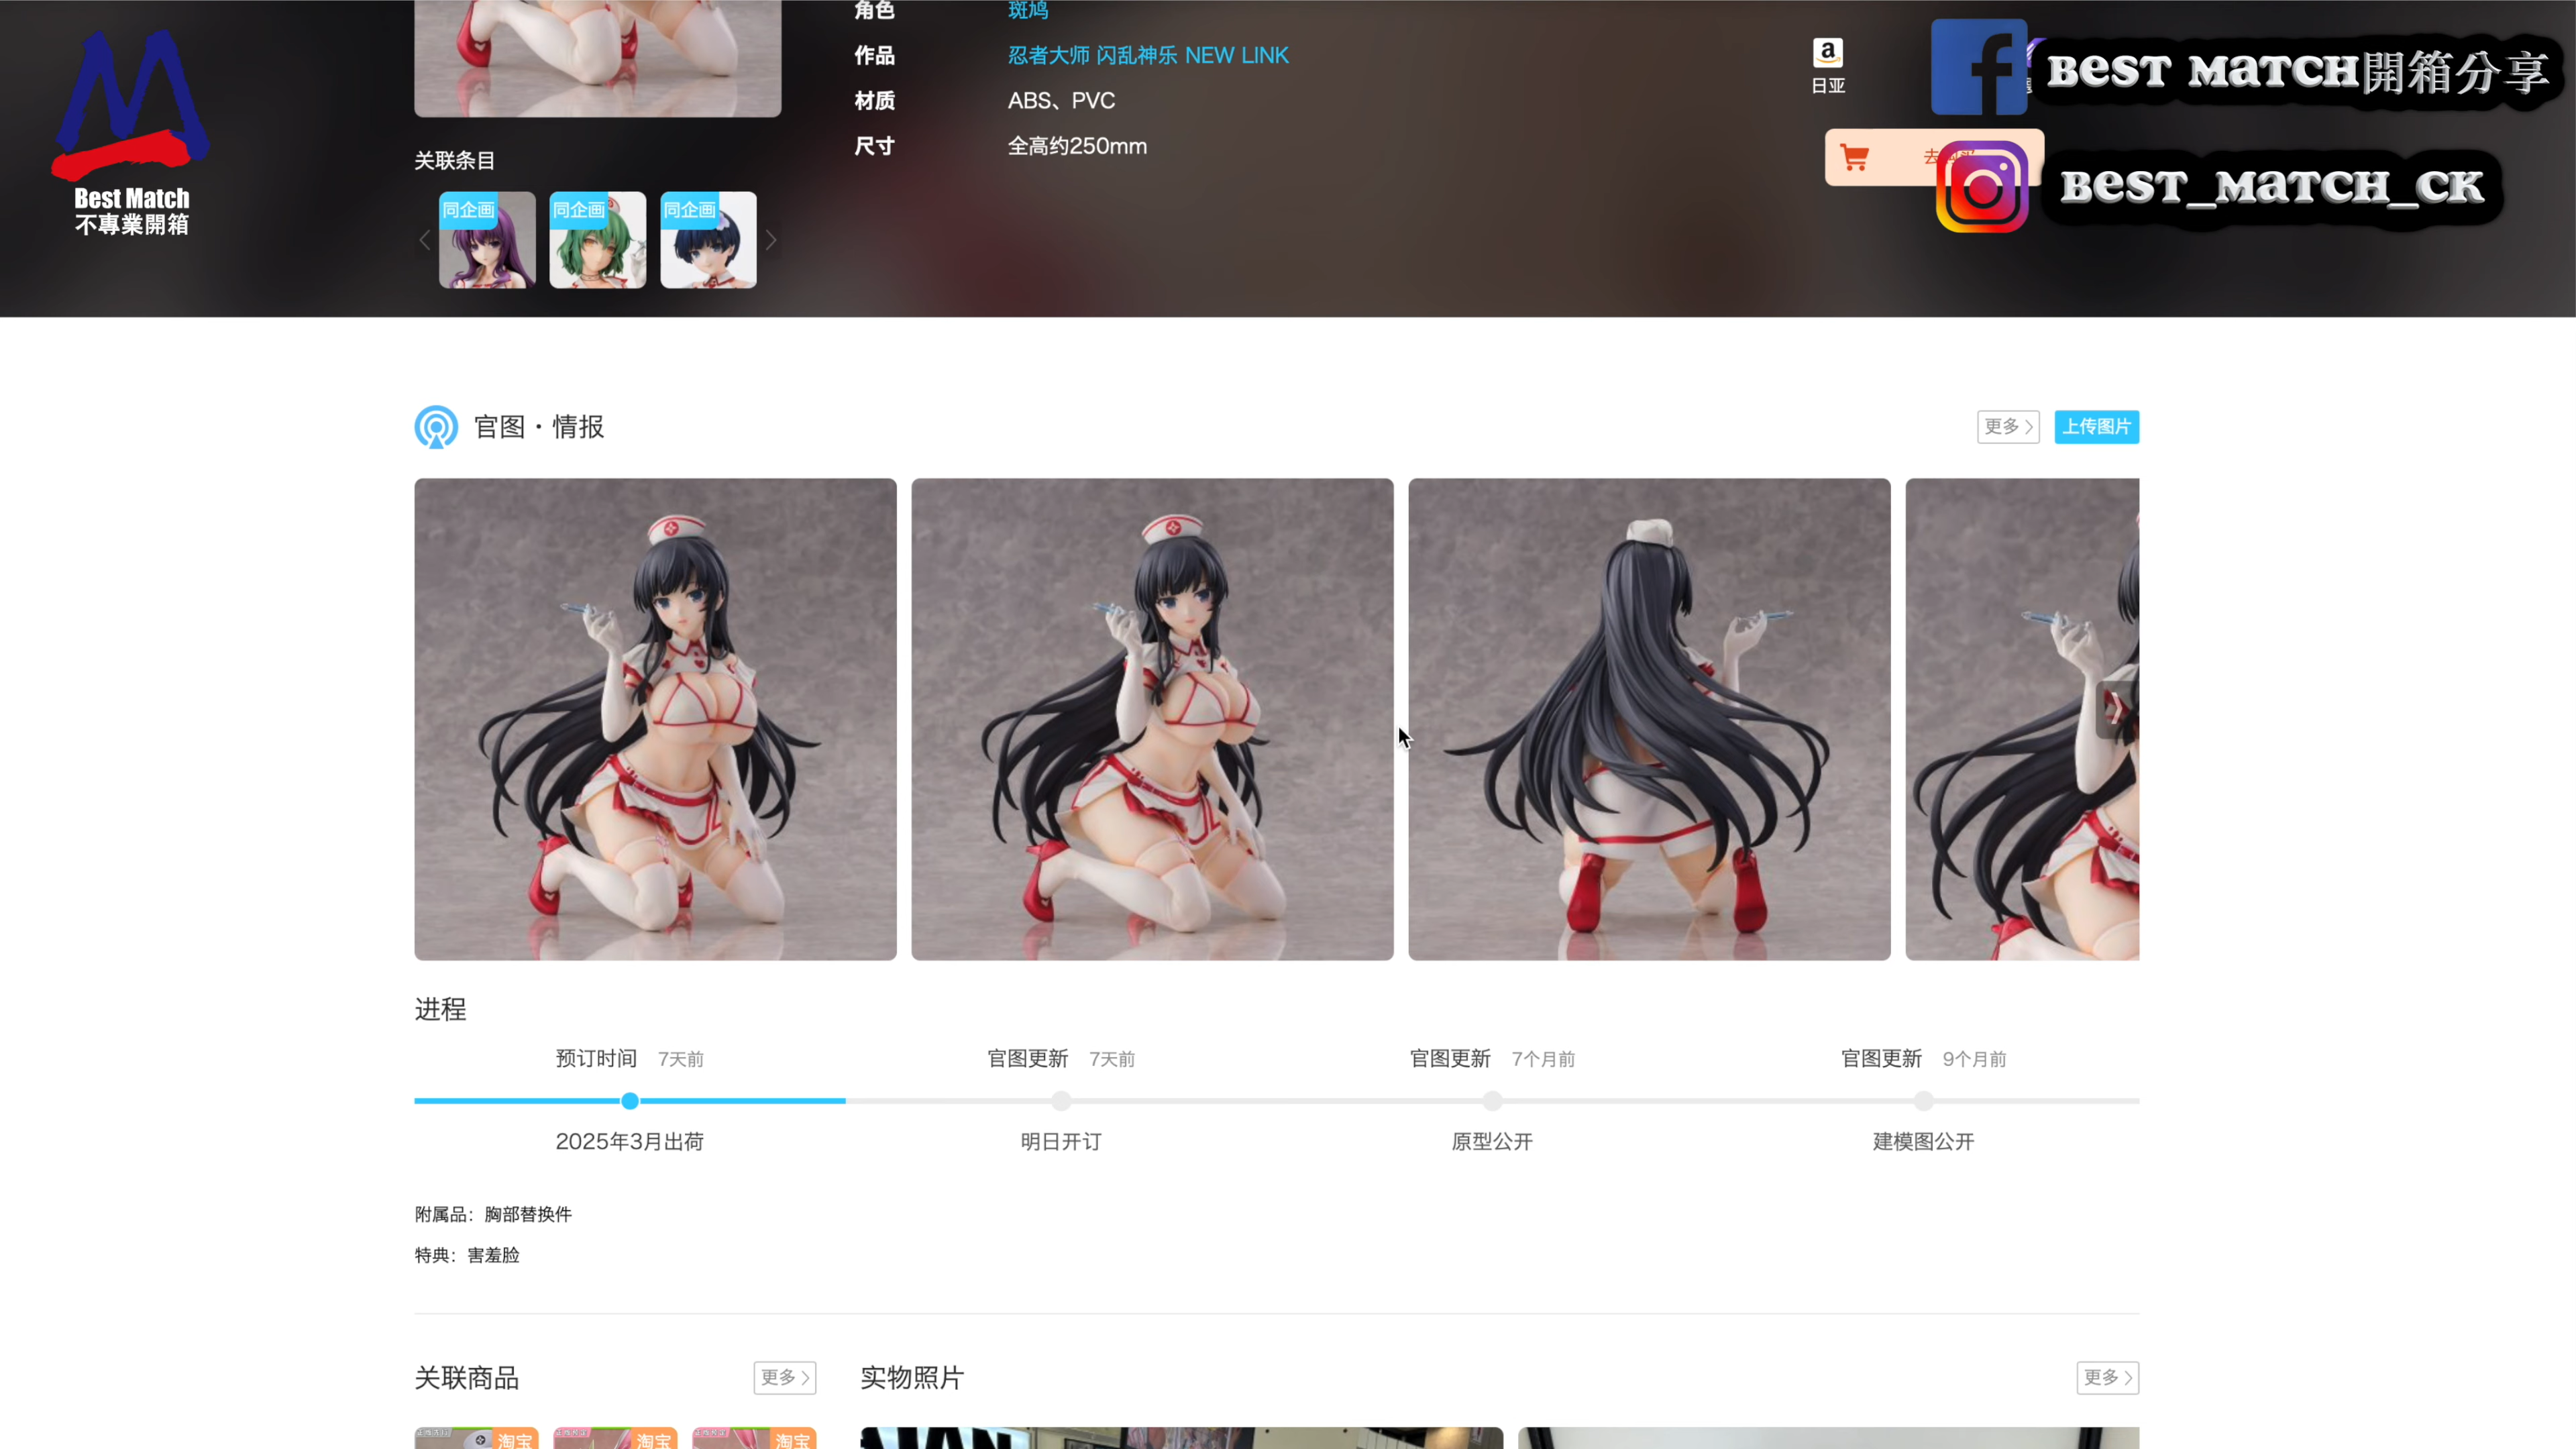 角色 斑鸠
作品 忍者大师 闪乱神乐 NEW LINK
材质 ABS、PVC
尺寸 全高约250mm
日亚
BEST MATCH開箱分享
BEST_MATCH_CK
Best Match
不專業開箱
关联条目
同企画 同企画 同企画
官图・情报
更多 上传图片
进程
预订时间 7天前 官图更新 7天前 官图更新 7个月前 官图更新 9个月前
2025年3月出荷 明日开订 原型公开 建模图公开
附属品：胸部替换件
特典：害羞脸
关联商品 更多 实物照片 更多
淘宝 淘宝 淘宝